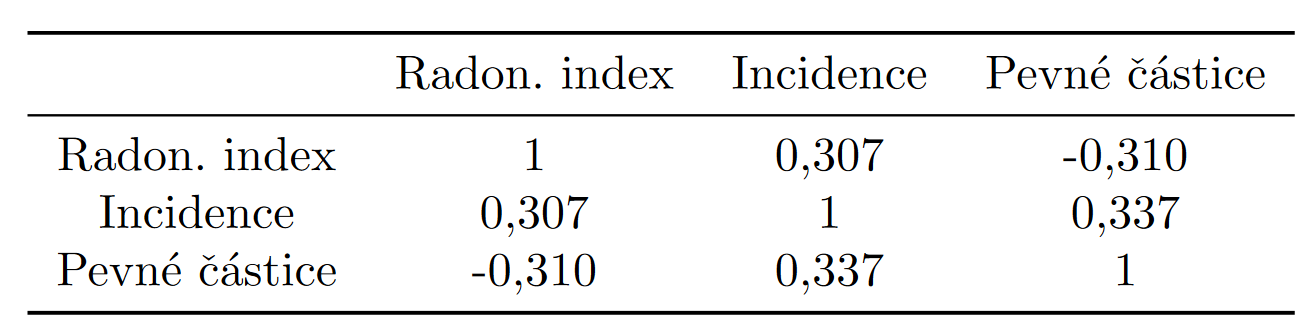 Radon. index Incidence Pevné částice
Radon. index 1 0,307 -0,310
Incidence 0,307 1 0,337
Pevné částice -0,310 0,337 1